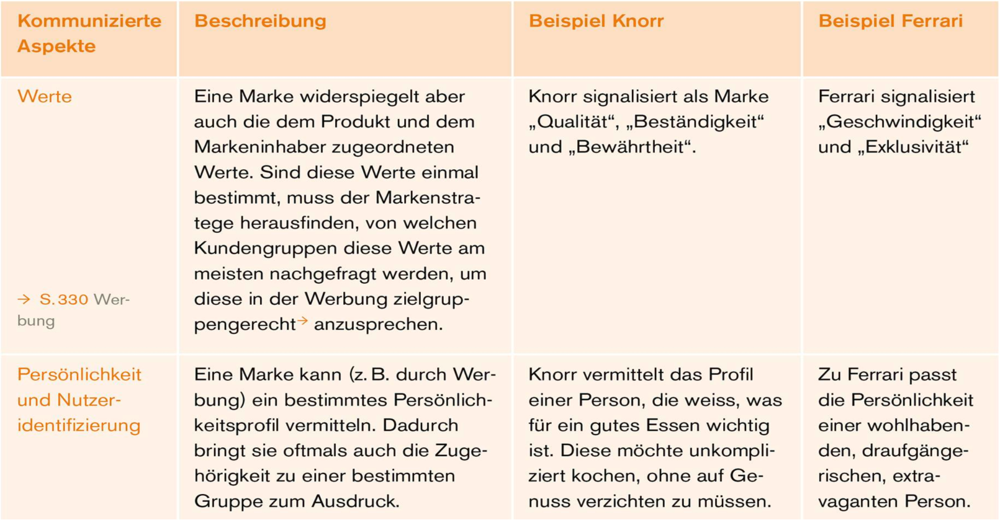 Kommunizierte
Aspekte
Beschreibung
Beispiel Knorr
Beispiel Ferrari
Werte
→ S. 330 Wer-
bung
Eine Marke widerspiegelt aber
auch die dem Produkt und dem
Markeninhaber zugeordneten
Werte. Sind diese Werte einmal
bestimmt, muss der Markenstra-
tege herausfinden, von welchen
Kundengruppen diese Werte am
meisten nachgefragt werden, um
diese in der Werbung zielgrup-
pengerecht→ anzusprechen.
Knorr signalisiert als Marke
„Qualität“, „Beständigkeit“
und „Bewährtheit“.
Ferrari signalisiert
„Geschwindigkeit“
und „Exklusivität“
Persönlichkeit
und Nutzer-
identifizierung
Eine Marke kann (z. B. durch Wer-
bung) ein bestimmtes Persönlich-
keitsprofil vermitteln. Dadurch
bringt sie oftmals auch die Zuge-
hörigkeit zu einer bestimmten
Gruppe zum Ausdruck.
Knorr vermittelt das Profil
einer Person, die weiss, was
für ein gutes Essen wichtig
ist. Diese möchte unkompli-
ziert kochen, ohne auf Ge-
nuss verzichten zu müssen.
Zu Ferrari passt
die Persönlichkeit
einer wohlhaben-
den, draufgänge-
rischen, extra-
vaganten Person.